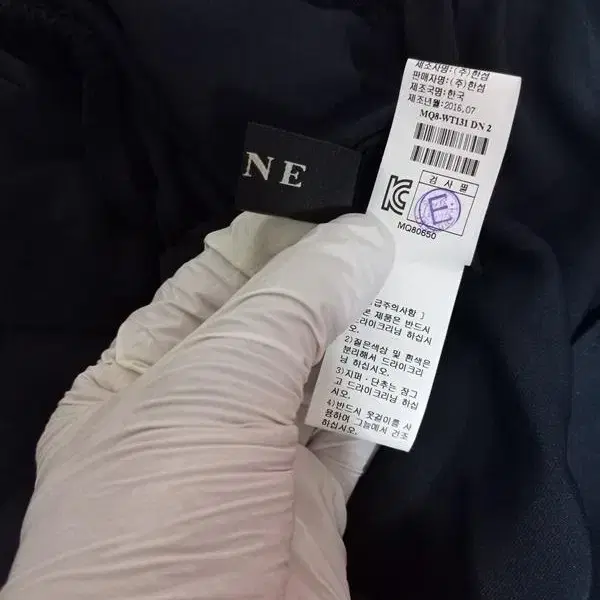 NE
제조자명:(주)한섬
판매자명:(주)한섬
제조국명:한국
제조년월:2016.07
MQ8-WT131 DN 2
검 사 필
E
MQ80650
급주의사항 ]
본 제품은 반드시
드라이크리닝 하십시
오.
2)짙은색상 및 흰색은
분리해서 드라이크리
닝 하십시오.
3)지퍼·단추는 잠그
고 드라이크리닝 하십
시오.
4)반드시 옷걸이를 사
용하여 그늘에서 건조
하십시오.